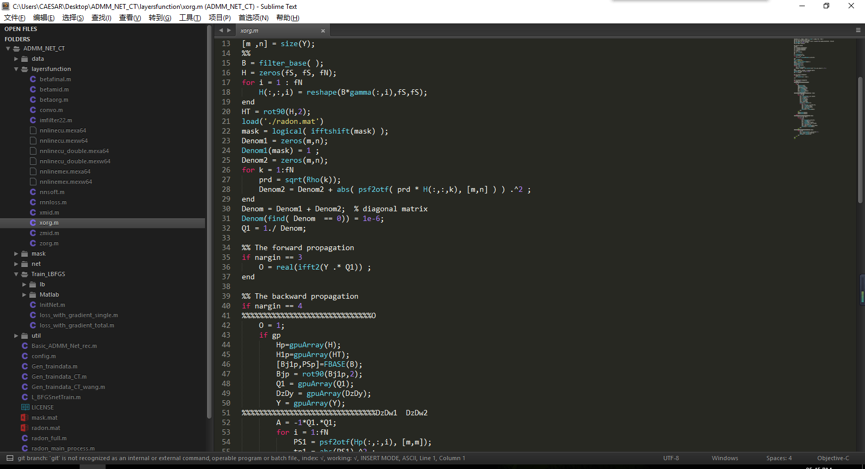 C:\Users\CAESAR\Desktop\ADMM_NET_CT\layersfunction\xorg.m (ADMM_NET_CT) - Sublime Text
文件(F) 编辑(E) 选择(S) 查找(I) 查看(V) 转到(G) 工具(T) 项目(P) 首选项(N) 帮助(H)
OPEN FILES
FOLDERS
ADMM_NET_CT
data
layersfunction
betafinal.m
betamid.m
betaorg.m
convo.m
imfilter22.m
nnlinecu.mexa64
nnlinecu.mexw64
nnlinecu_double.mexa64
nnlinecu_double.mexw64
nnlinemex.mexa64
nnlinemex.mexw64
rnnsoft.m
rnnloss.m
xmid.m
xorg.m
zmid.m
zorg.m
mask
net
Train_LBFGS
lb
Matlab
InitNet.m
loss_with_gradient_single.m
loss_with_gradient_total.m
util
Basic_ADMM_Net_rec.m
config.m
Gen_traindata.m
Gen_traindata_CT.m
Gen_traindata_CT_wang.m
L_BFGSnetTrain.m
LICENSE
mask.mat
radon.mat
radon_full.m
radon_main_process.m
xorg.m
13 [m ,n] = size(Y);
14 %%
15 B = filter_base( );
16 H = zeros(fS, fS, fN);
17 for i = 1 : fN
18 H(:,:,i) = reshape(B*gamma(:,i),fS,fS);
19 end
20 HT = rot90(H,2);
21 load('./radon.mat')
22 mask = logical( ifftshift(mask) );
23 Denom1 = zeros(m,n);
24 Denom1(mask) = 1 ;
25 Denom2 = zeros(m,n);
26 for k = 1:fN
27 prd = sqrt(Rho(k));
28 Denom2 = Denom2 + abs( psf2otf( prd * H(:,:,k), [m,n] ) ) .^2 ;
29 end
30 Denom = Denom1 + Denom2; % diagonal matrix
31 Denom(find( Denom == 0)) = 1e-6;
32 Q1 = 1./ Denom;
33
34 %% The forward propagation
35 if nargin == 3
36 O = real(ifft2(Y .* Q1)) ;
37 end
38
39 %% The backward propagation
40 if nargin == 4
41 %%%%%%%%%%%%%%%%%%%%%%%%%%%%%%O
42 O = 1;
43 if gp
44 Hp=gpuArray(H);
45 H1p=gpuArray(HT);
46 [Bj1p,PSp]=FBASE(B);
47 Bjp = rot90(Bj1p,2);
48 Q1 = gpuArray(Q1);
49 DzDy = gpuArray(DzDy);
50 Y = gpuArray(Y);
51 %%%%%%%%%%%%%%%%%%%%%%%%%%%%%%%DzDw1 DzDw2
52 A = -1*Q1.*Q1;
53 for i = 1:fN
54 PS1 = psf2otf(Hp(:,:,i), [m,m]);
git branch: 'git' is not recognized as an internal or external command, operable program or batch file., index: √, working: √, INSERT MODE, ASCII, Line 1, Column 1
UTF-8 Windows Spaces: 4 Objective-C